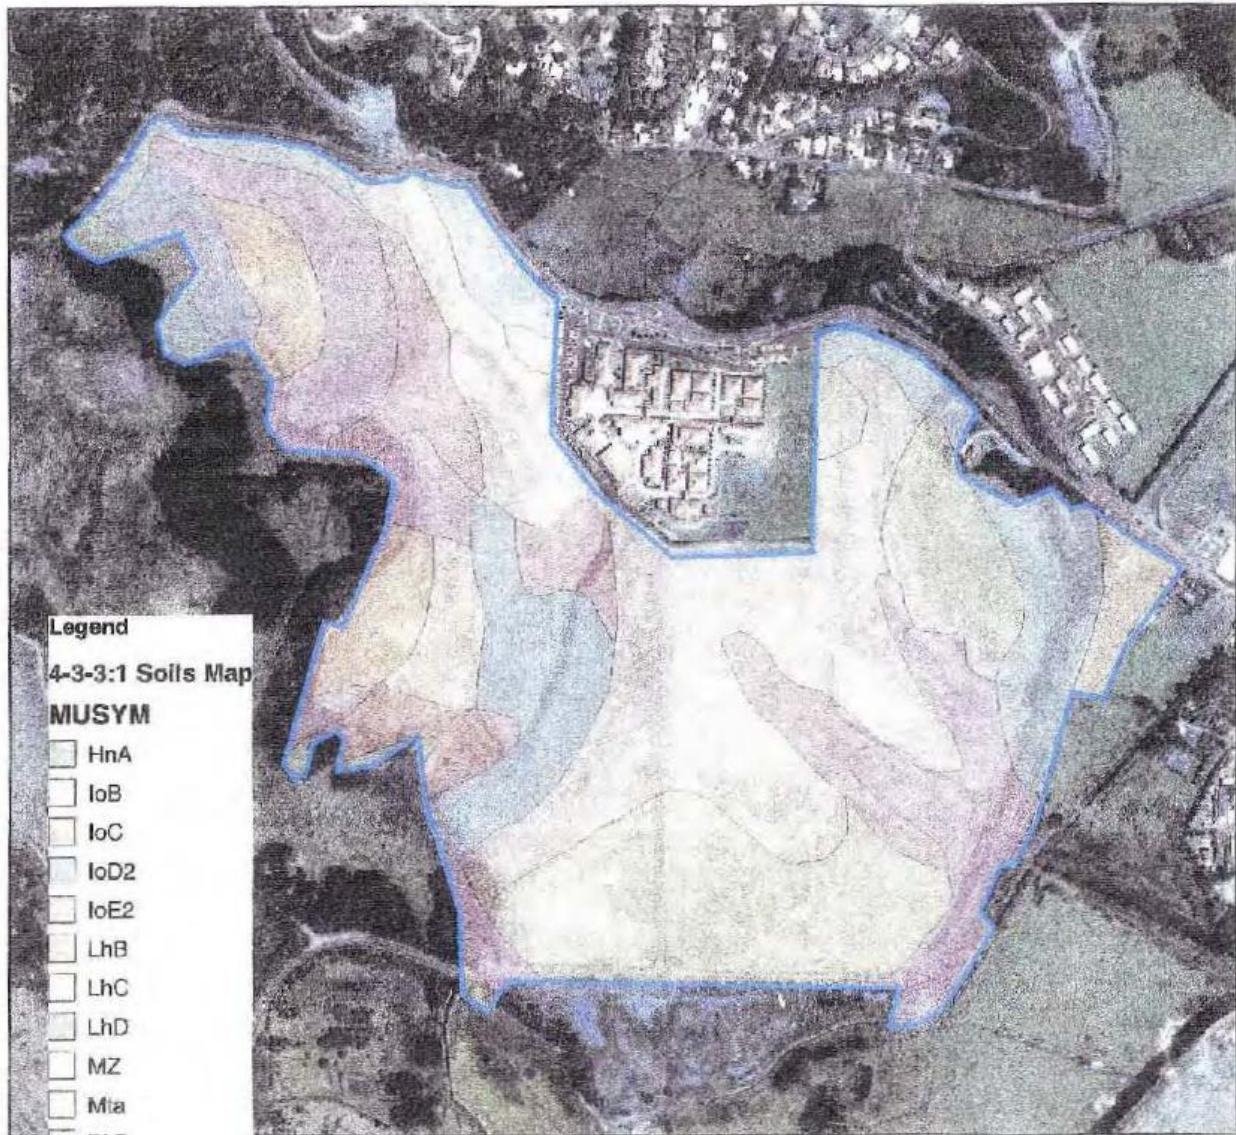 Legend
4-3-3:1 Soils Map
MUSYM
HnA
IoB
IoC
IoD2
IoE2
LhB
LhC
LhD
MZ
Mta